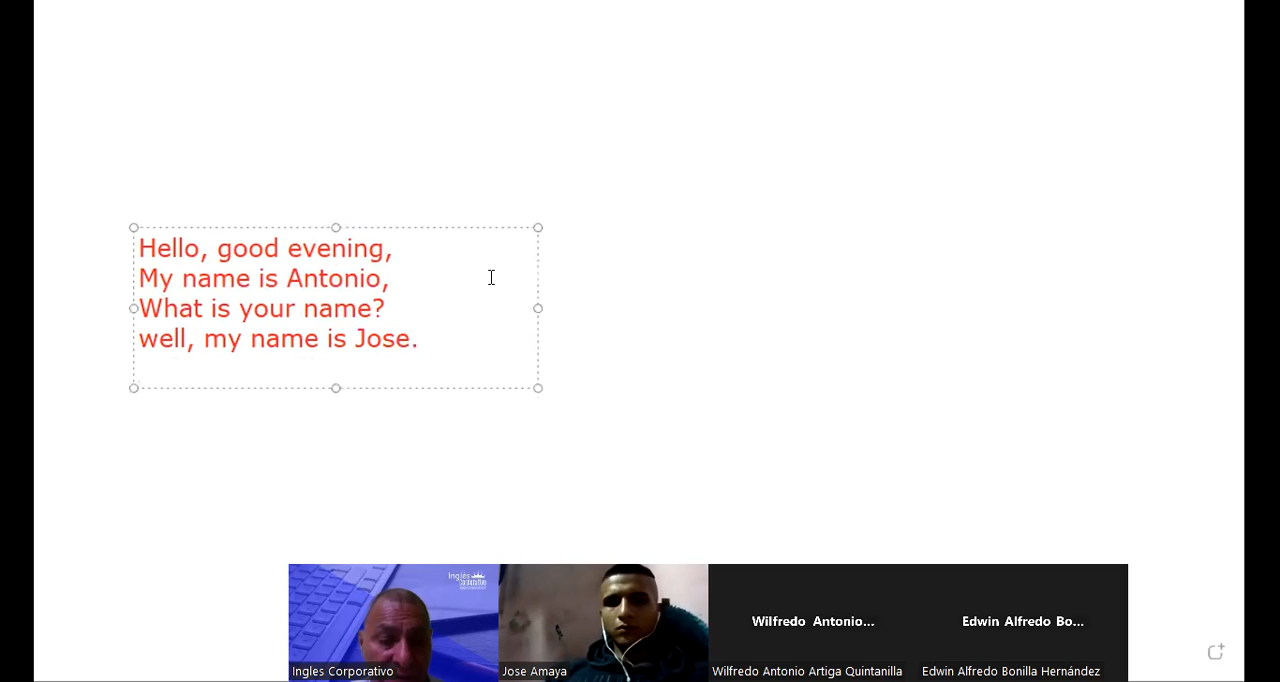 Hello, good evening,
My name is Antonio,
What is your name?
well, my name is Jose.
Wilfredo Antonio...
Edwin Alfredo Bo...
Ingles Corporativo
Jose Amaya
Wilfredo Antonio Artiga Quintanilla
Edwin Alfredo Bonilla Hernández